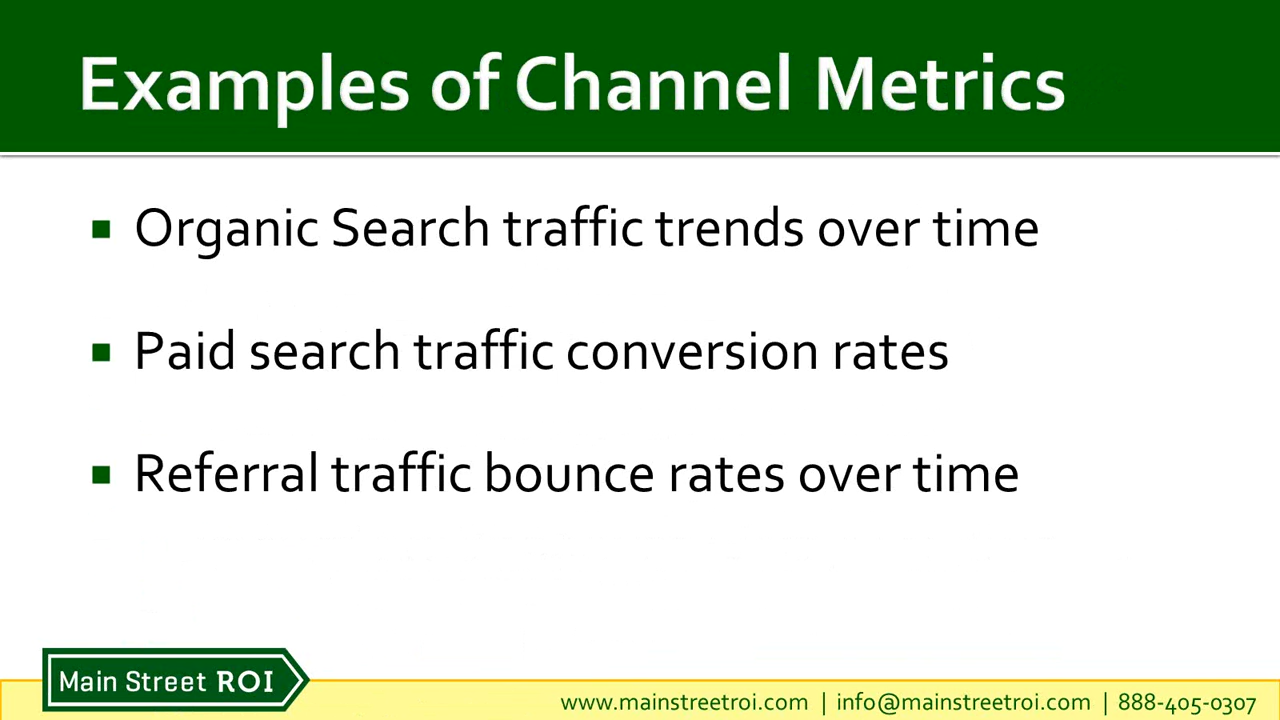 Examples of Channel Metrics
Organic Search traffic trends over time
Paid search traffic conversion rates
Referral traffic bounce rates over time
Main Street ROI
www.mainstreetroi.com | info@mainstreetroi.com | 888-405-0307